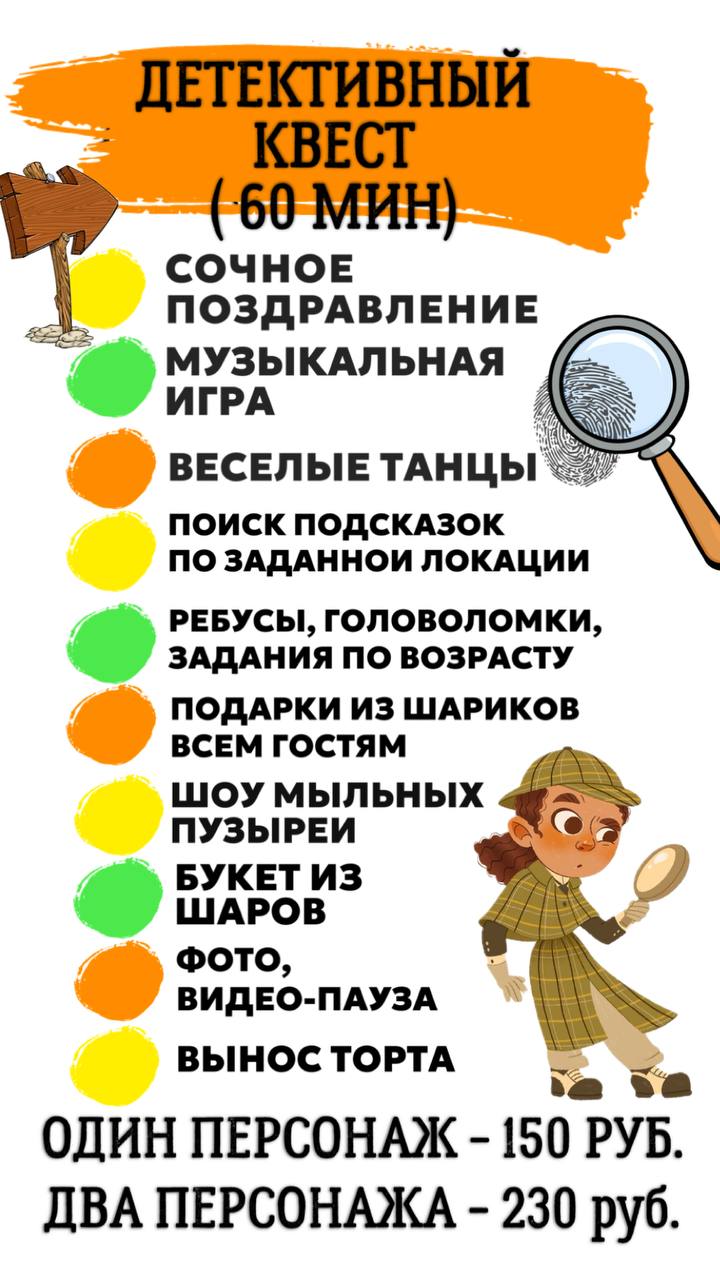 ДЕТЕКТИВНЫЙ
КВЕСТ
( 60 МИН)
СОЧНОЕ
ПОЗДРАВЛЕНИЕ
МУЗЫКАЛЬНАЯ
ИГРА
ВЕСЕЛЫЕ ТАНЦЫ
ПОИСК ПОДСКАЗОК
ПО ЗАДАННОИ ЛОКАЦИИ
РЕБУСЫ, ГОЛОВОЛОМКИ,
ЗАДАНИЯ ПО ВОЗРАСТУ
ПОДАРКИ ИЗ ШАРИКОВ
ВСЕМ ГОСТЯМ
ШОУ МЫЛЬНЫХ
ПУЗЫРЕИ
БУКЕТ ИЗ
ШАРОВ
ФОТО,
ВИДЕО-ПАУЗА
ВЫНОС ТОРТА
ОДИН ПЕРСОНАЖ - 150 РУБ.
ДВА ПЕРСОНАЖА - 230 руб.